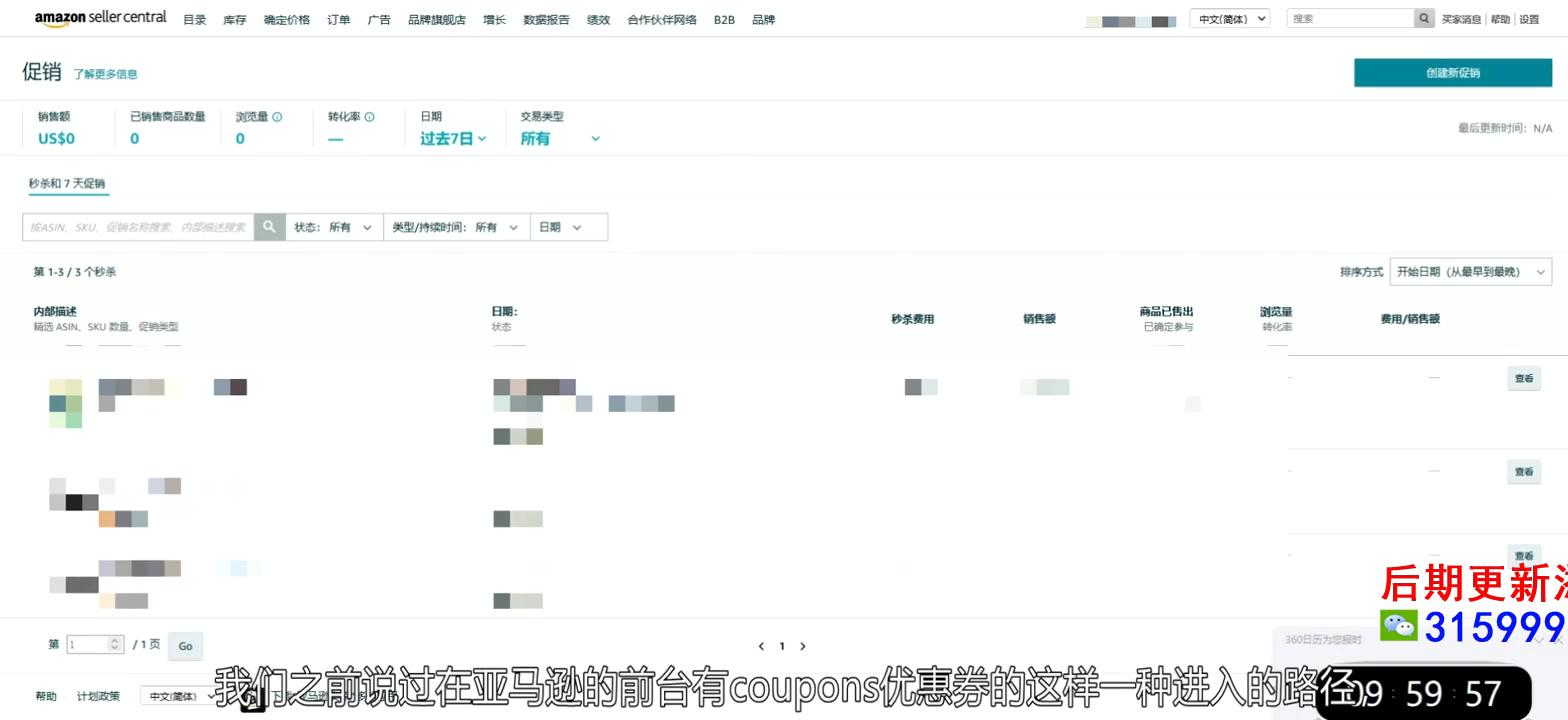 amazon seller central 目录 库存 确定价格 订单 广告 品牌旗舰店 增长 数据报告 绩效 合作伙伴网络 B2B 品牌 中文(简体) 搜索 买家消息 | 帮助 | 设置
促销 了解更多信息 创建新促销
销售额 已销售商品数量 浏览量 转化率 日期 交易类型
US$0 0 0 — 过去7日 所有 最后更新时间: N/A
秒杀和 7 天促销
按ASIN、SKU、促销名称搜索、内部描述搜索 状态: 所有 类型/持续时间: 所有 日期
第 1-3 / 3 个秒杀 排序方式 开始日期（从最早到最晚）
内部描述 日期: 秒杀费用 销售额 商品已售出 浏览量 费用/销售额
精选 ASIN、SKU 数量、促销类型 状态 已确定参与 转化率
查看
查看
查看
后期更新
315999
第 1 / 1 页 Go 1
360日历为您报时
帮助 计划政策 中文(简体)
我们之前说过在亚马逊的前台有coupons优惠券的这样一种进入的路径
09:59:57